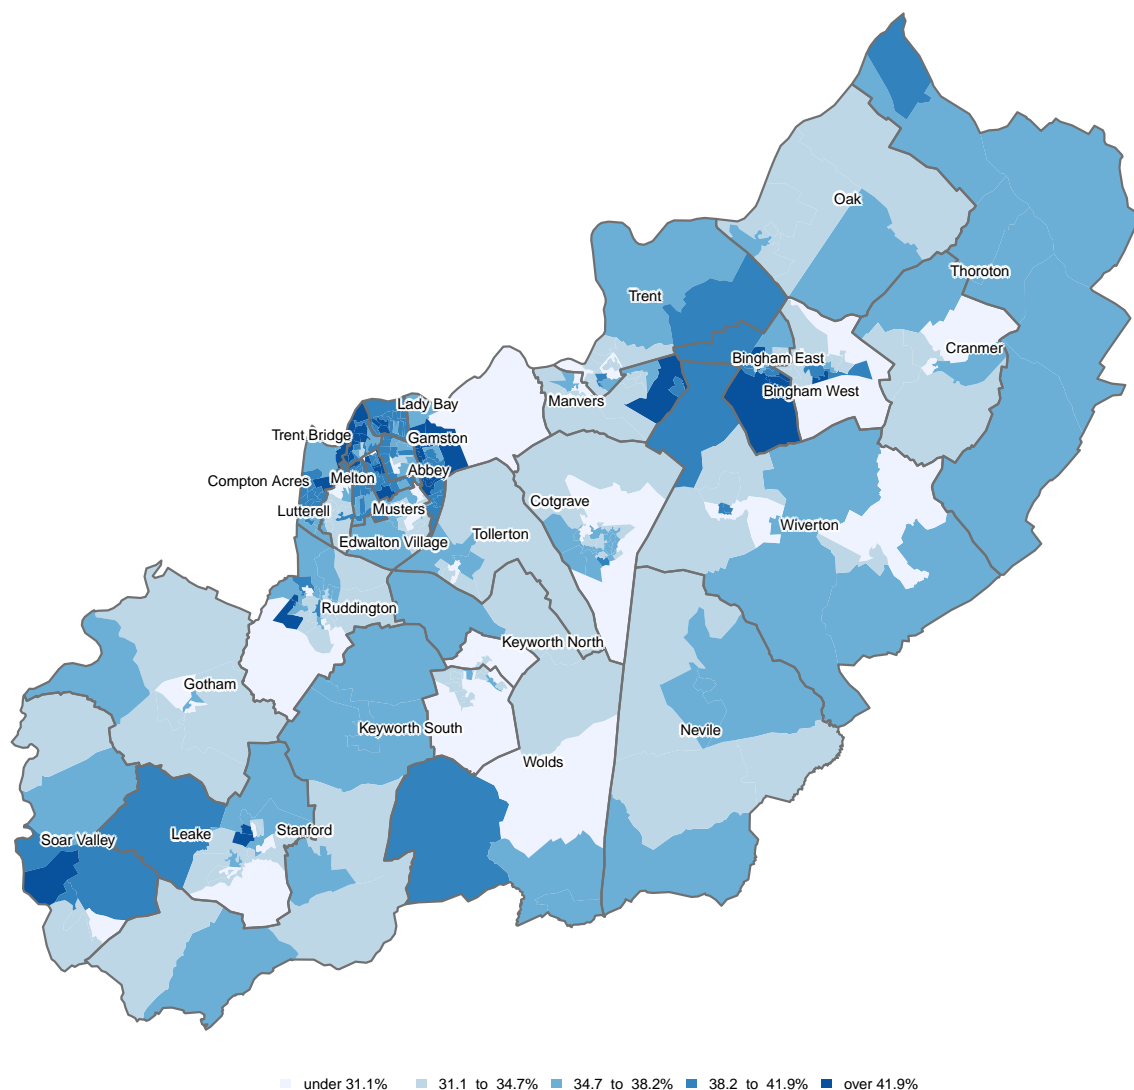 Oak
Thoroton
Trent
Cranmer
Bingham East
Bingham West
Manvers
Lady Bay
Trent Bridge
Gamston
Abbey
Melton
Compton Acres
Musters
Lutterell
Cotgrave
Wiverton
Tollerton
Edwalton Village
Ruddington
Keyworth North
Gotham
Keyworth South
Nevile
Wolds
Stanford
Leake
Soar Valley
under 31.1% 31.1 to 34.7% 34.7 to 38.2% 38.2 to 41.9% over 41.9%